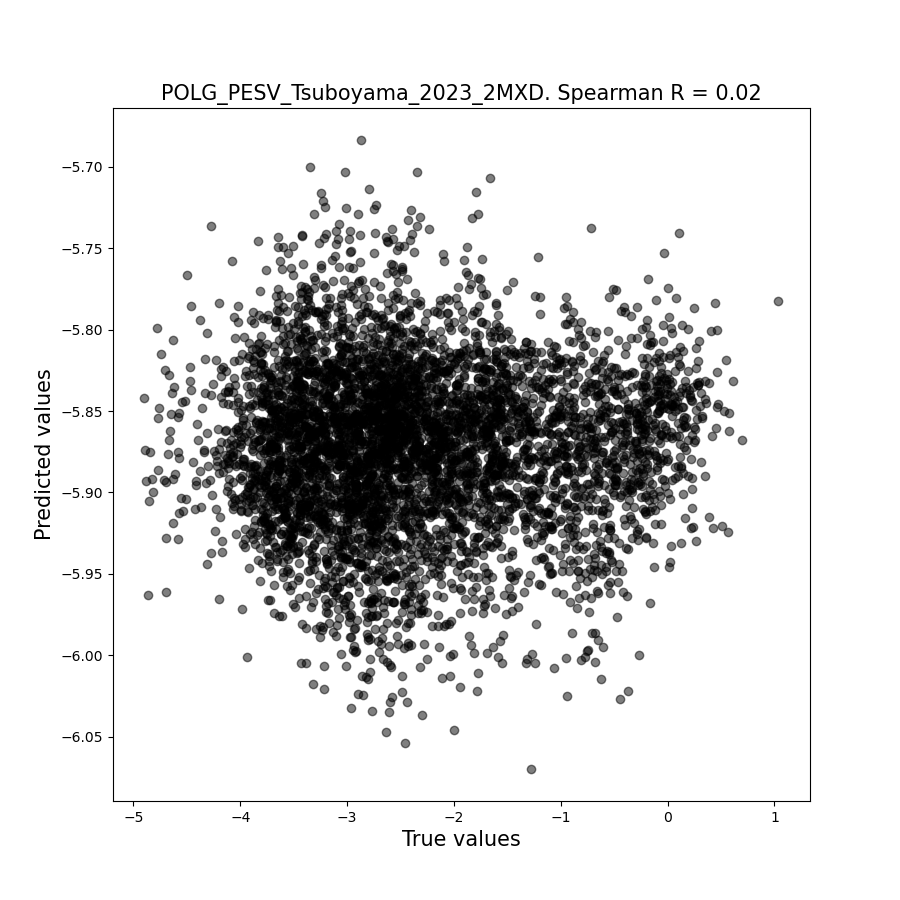 POLG_PESV_Tsuboyama_2023_2MXD. Spearman R = 0.02
Predicted values
−5.70
−5.75
−5.80
−5.85
−5.90
−5.95
−6.00
−6.05
−5 −4 −3 −2 −1 0 1
True values